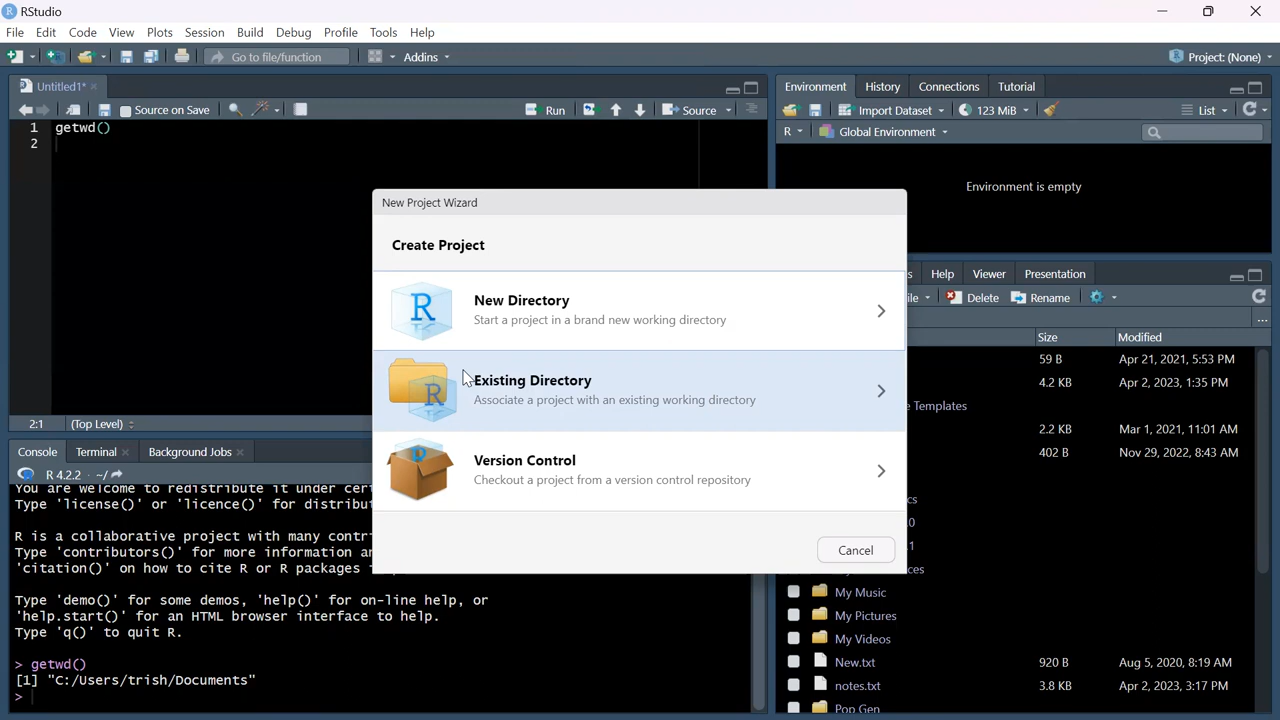 RStudio
File Edit Code View Plots Session Build Debug Profile Tools Help
Go to file/function Addins Project: (None)
Untitled1*
Source on Save Run Source
1 getwd()
2
2:1 (Top Level)
Environment History Connections Tutorial
Import Dataset 123 MiB List
R Global Environment
Environment is empty
New Project Wizard
Create Project
New Directory
Start a project in a brand new working directory
Existing Directory
Associate a project with an existing working directory
Version Control
Checkout a project from a version control repository
Cancel
Console Terminal Background Jobs
R 4.2.2 · ~/
You are welcome to redistribute it under
Type 'license()' or 'licence()' for
R is a collaborative project with many
Type 'contributors()' for more information
'citation()' on how to cite R or R packages
Type 'demo()' for some demos, 'help()' for on-line help, or
'help.start()' for an HTML browser interface to help.
Type 'q()' to quit R.
> getwd()
[1] "C:/Users/trish/Documents"
>
Help Viewer Presentation
Delete Rename
Size Modified
59 B Apr 21, 2021, 5:53 PM
4.2 KB Apr 2, 2023, 1:35 PM
Templates
2.2 KB Mar 1, 2021, 11:01 AM
402 B Nov 29, 2022, 8:43 AM
My Music
My Pictures
My Videos
New.txt 920 B Aug 5, 2020, 8:19 AM
notes.txt 3.8 KB Apr 2, 2023, 3:17 PM
Pop Gen